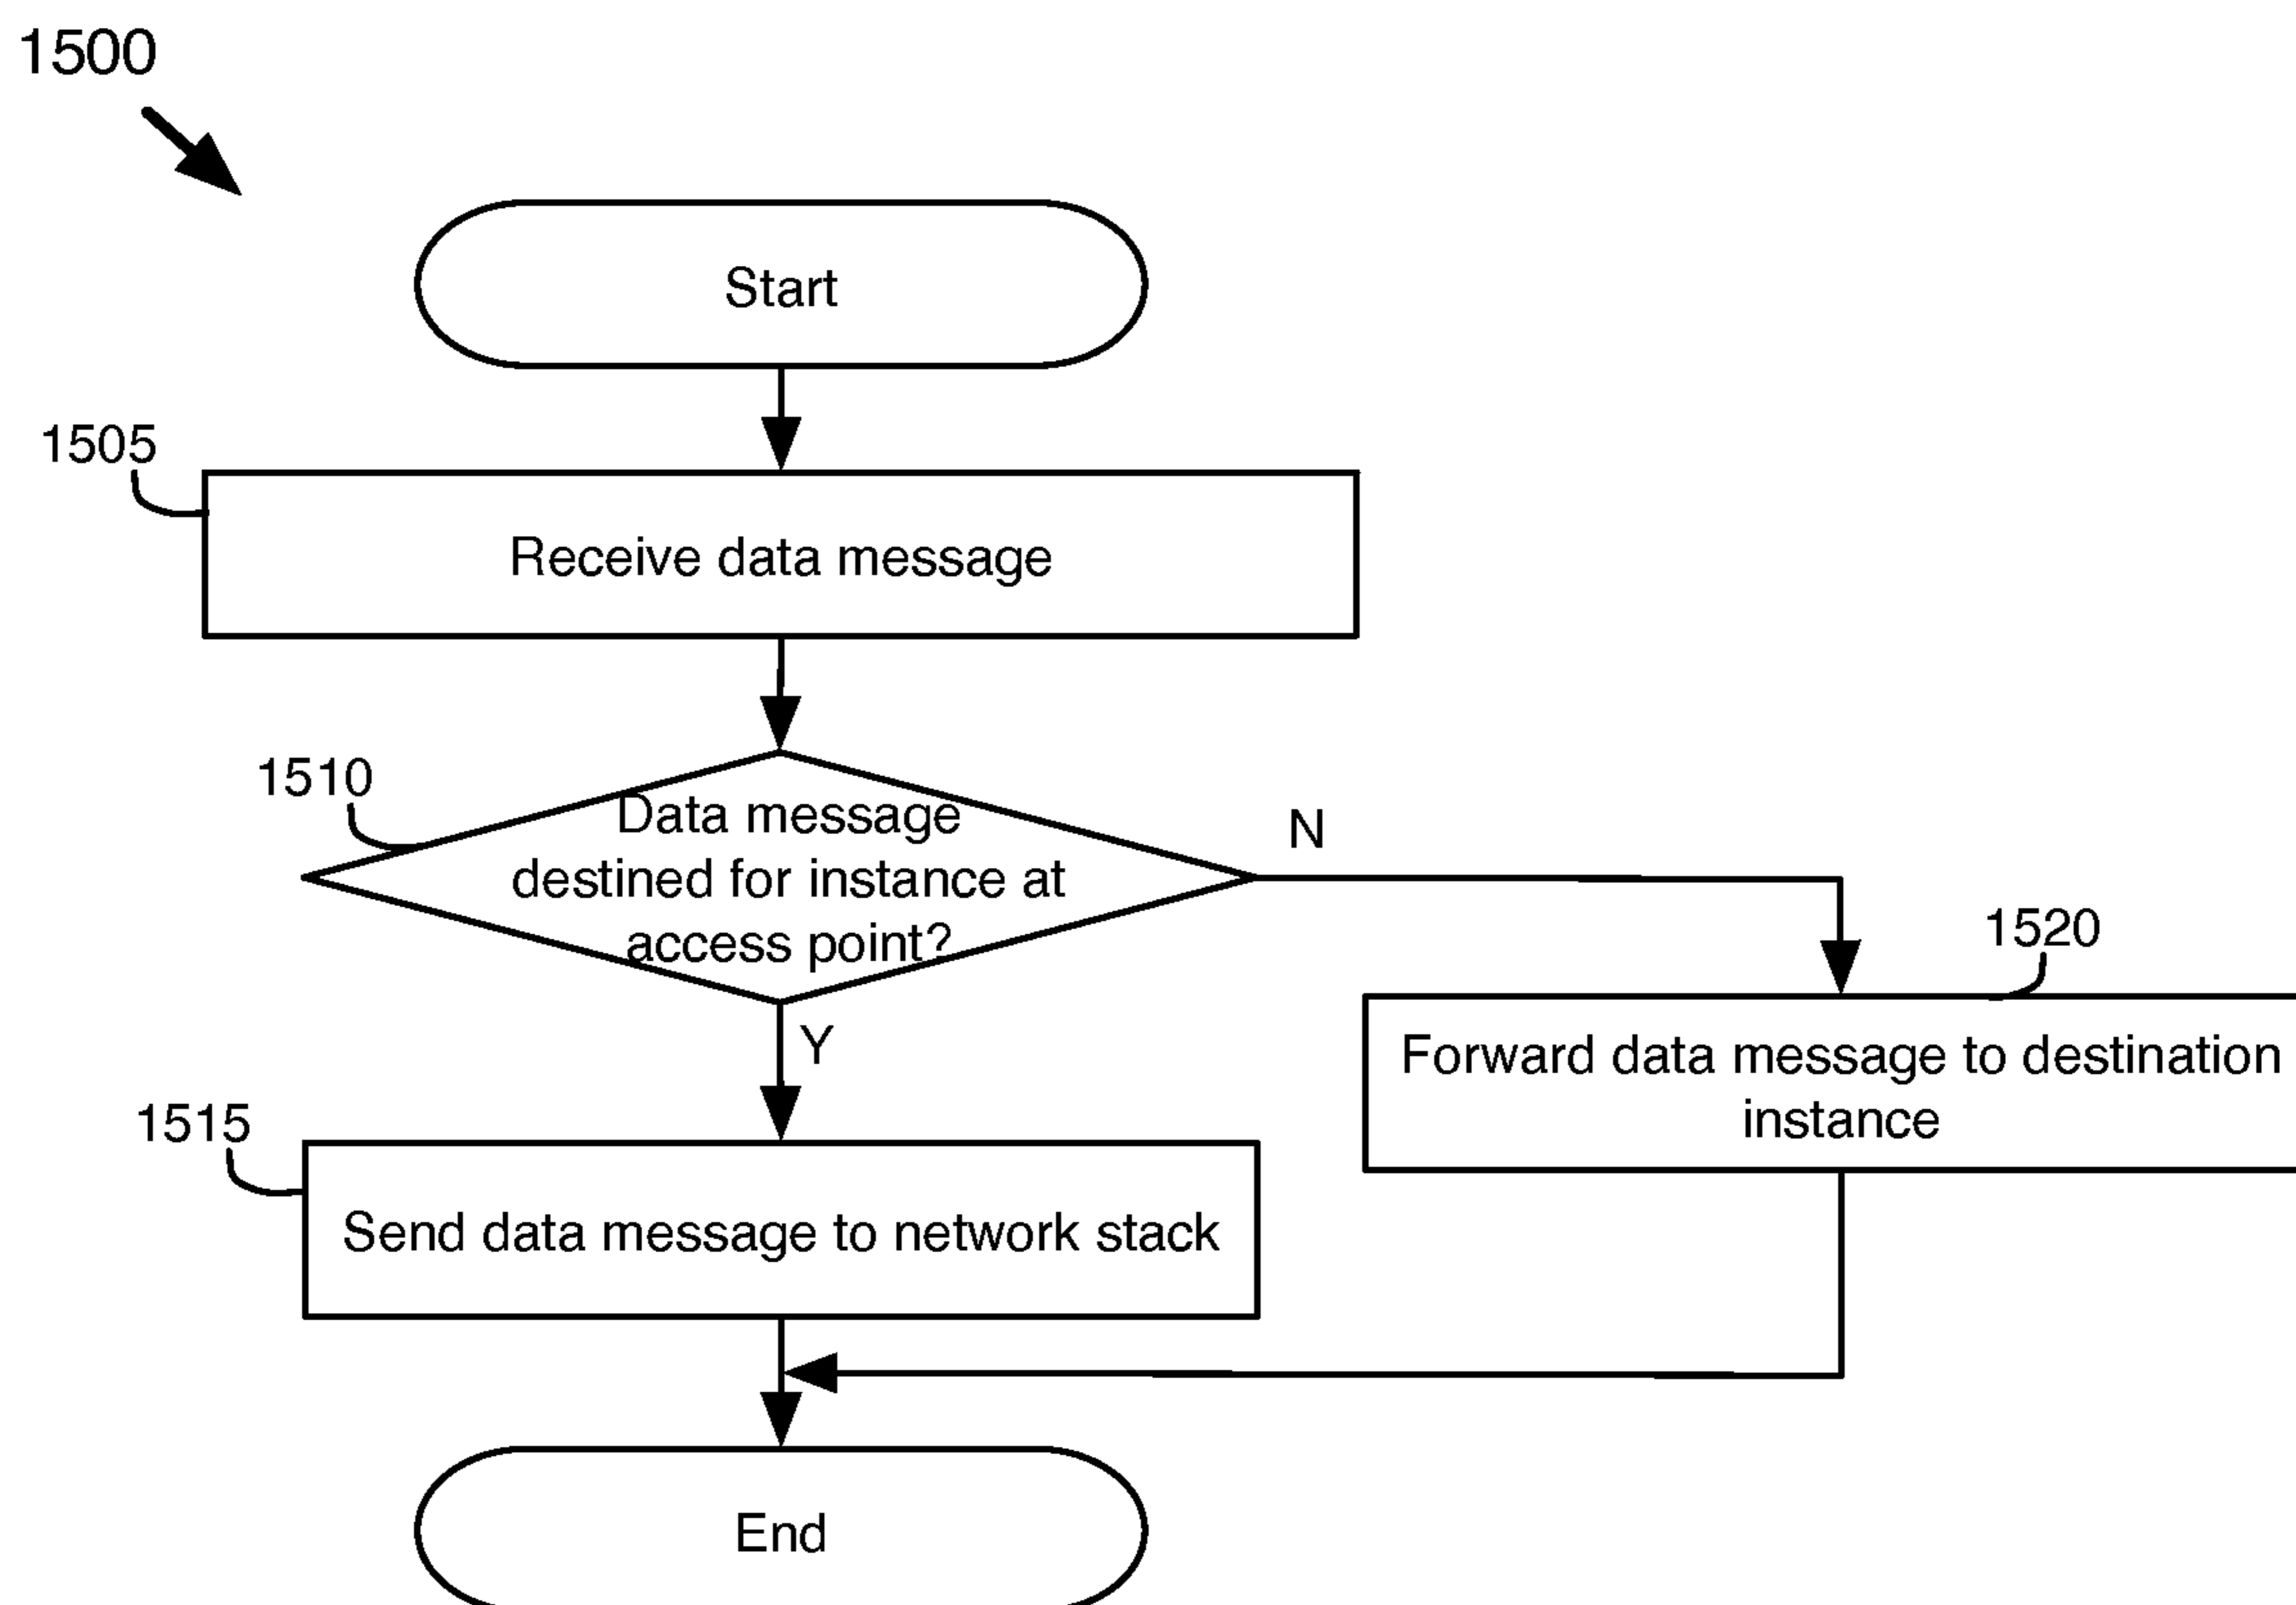 1500
Start
1505
Receive data message
1510
Data message
destined for instance at
access point?
N
Y
1520
Forward data message to destination
instance
1515
Send data message to network stack
End